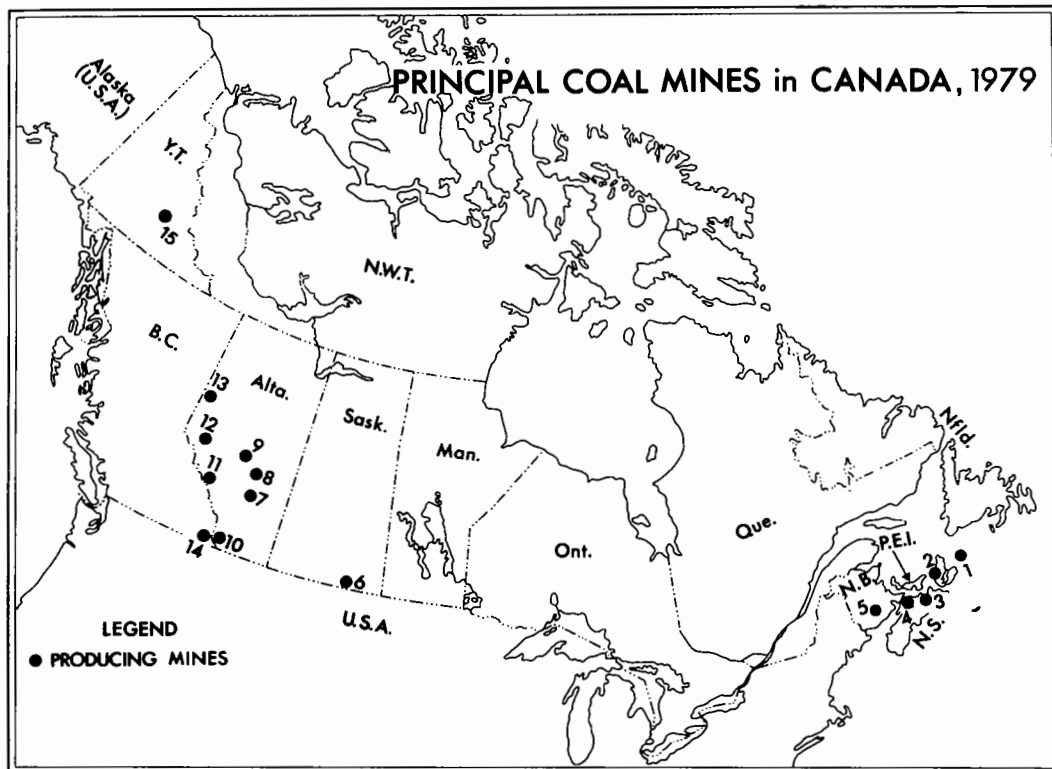 PRINCIPAL COAL MINES in CANADA, 1979
Alaska
(U.S.A.)
Y.T.
15
N.W.T.
B.C.
13
Alta.
12
9
Sask.
11
8
Man.
7
14
10
6
U.S.A.
Ont.
Que.
Nfld.
P.E.I.
2
1
N.B.
5
4
3
N.S.
LEGEND
PRODUCING MINES